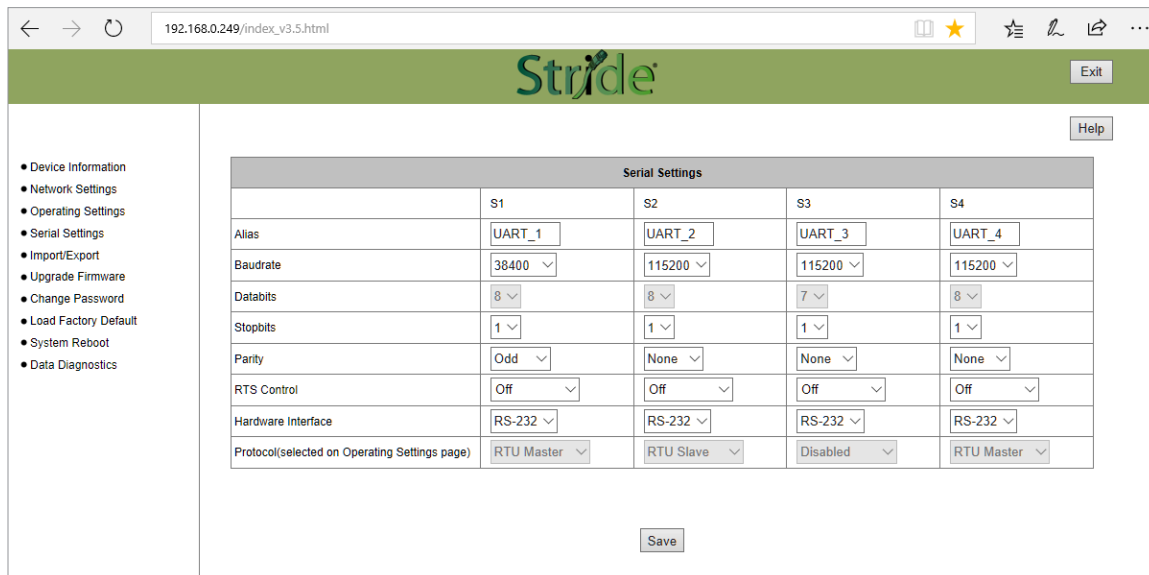 192.168.0.249/index_v3.5.html
Stride
Exit
Help
Device Information
Network Settings
Operating Settings
Serial Settings
Import/Export
Upgrade Firmware
Change Password
Load Factory Default
System Reboot
Data Diagnostics
Serial Settings
S1 S2 S3 S4
Alias UART_1 UART_2 UART_3 UART_4
Baudrate 38400 115200 115200 115200
Databits 8 8 7 8
Stopbits 1 1 1 1
Parity Odd None None None
RTS Control Off Off Off Off
Hardware Interface RS-232 RS-232 RS-232 RS-232
Protocol(selected on Operating Settings page) RTU Master RTU Slave Disabled RTU Master
Save